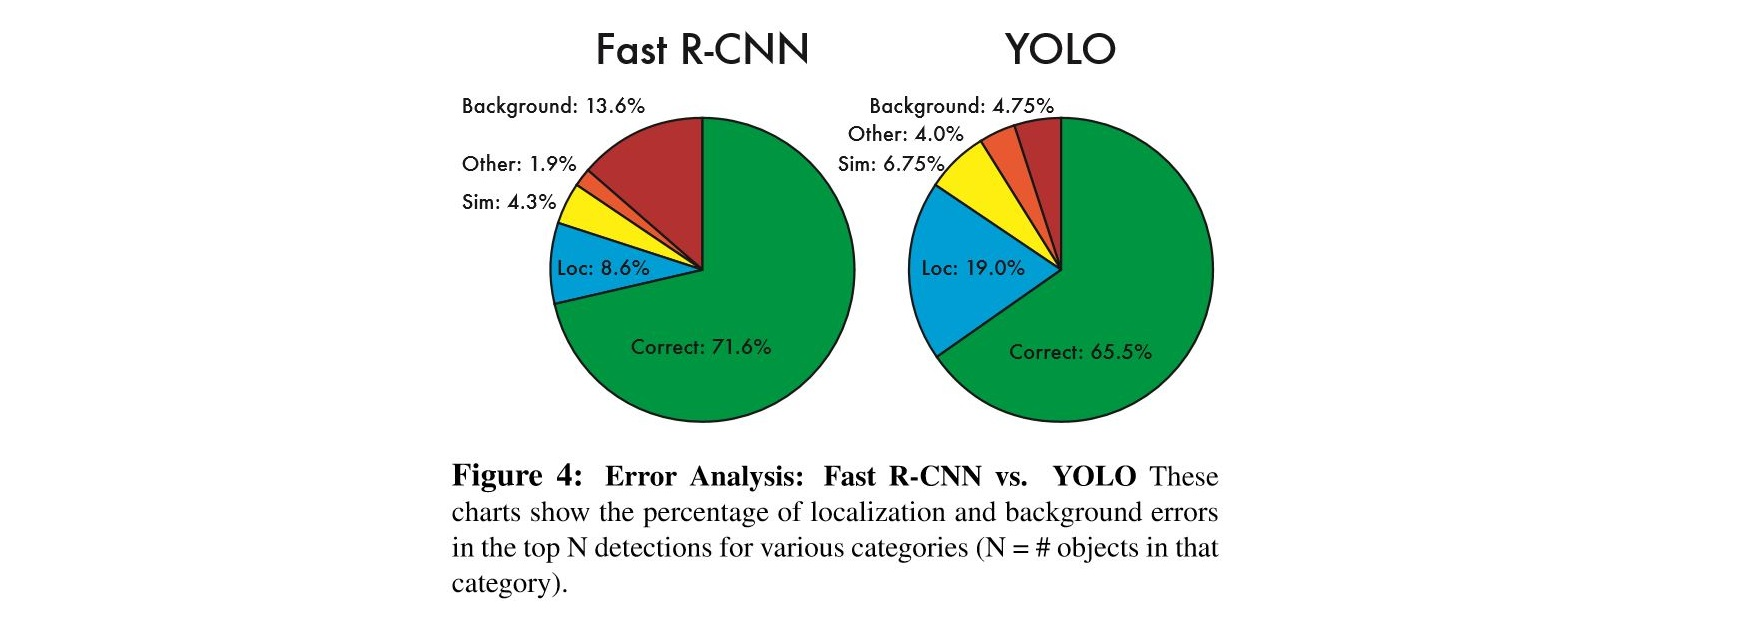 Fast R-CNN
Background: 13.6%
Other: 1.9%
Sim: 4.3%
Loc: 8.6%
Correct: 71.6%
YOLO
Background: 4.75%
Other: 4.0%
Sim: 6.75%
Loc: 19.0%
Correct: 65.5%
Figure 4: Error Analysis: Fast R-CNN vs. YOLO These
charts show the percentage of localization and background errors
in the top N detections for various categories (N = # objects in that
category).